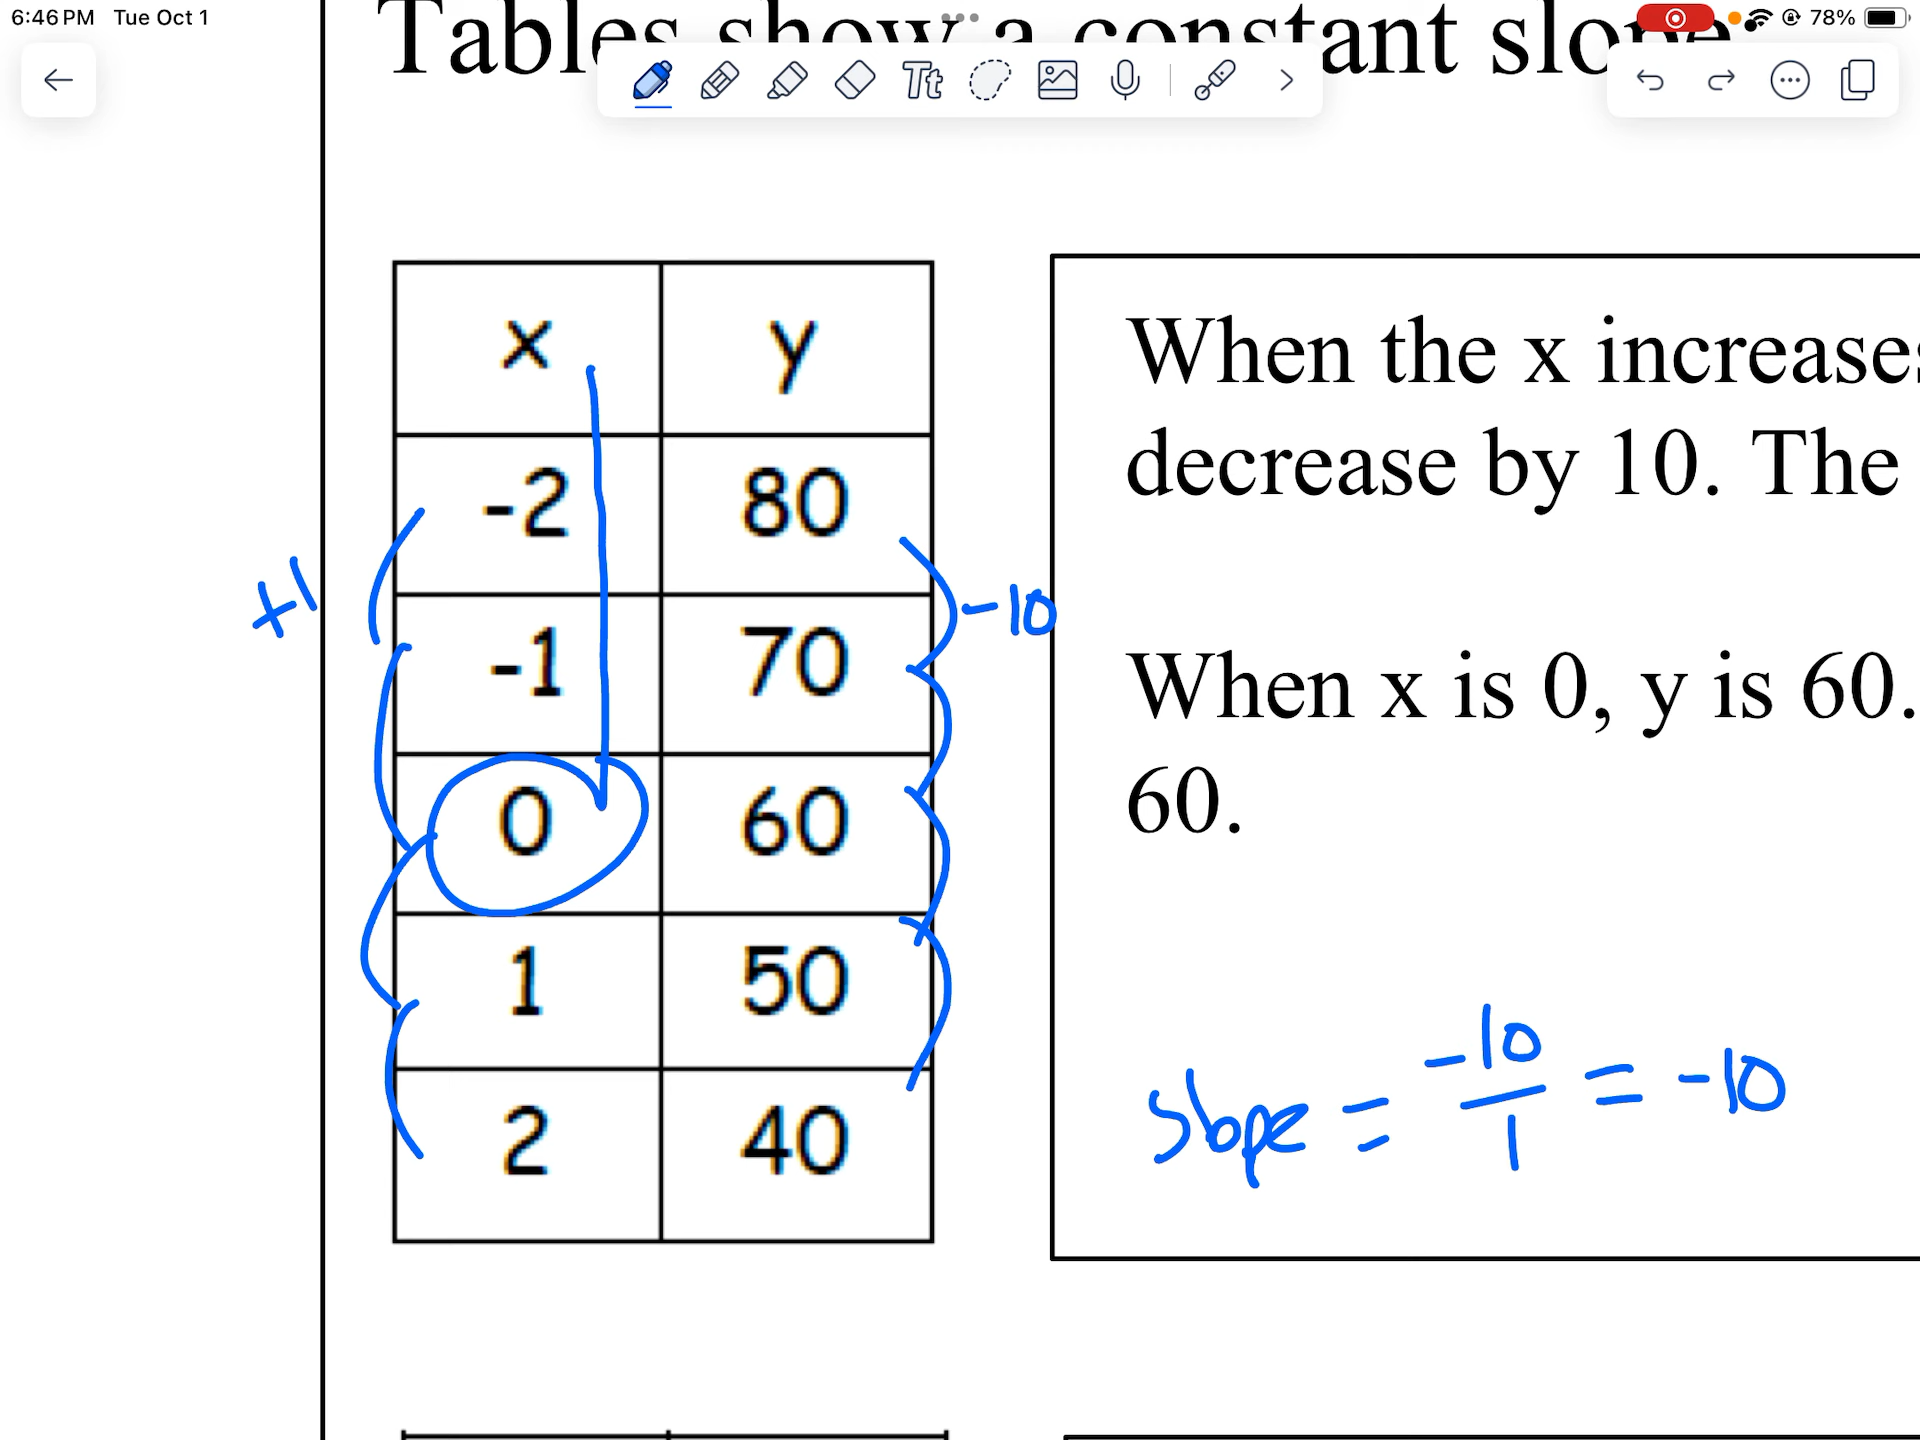 6:46 PM Tue Oct 1
78%
Tables show a constant slope.
Tt
x y
-2 80
+1
-10
-1 70
0 60
1 50
2 40
When the x increases
decrease by 10. The
When x is 0, y is 60.
60.
slope = -10/1 = -10